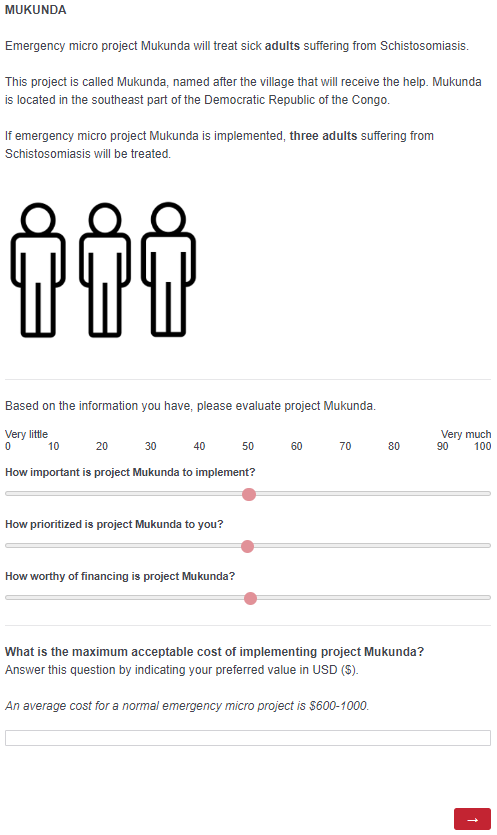 MUKUNDA
Emergency micro project Mukunda will treat sick adults suffering from Schistosomiasis.
This project is called Mukunda, named after the village that will receive the help. Mukunda
is located in the southeast part of the Democratic Republic of the Congo.
If emergency micro project Mukunda is implemented, three adults suffering from
Schistosomiasis will be treated.
Based on the information you have, please evaluate project Mukunda.
Very little Very much
0 10 20 30 40 50 60 70 80 90 100
How important is project Mukunda to implement?
How prioritized is project Mukunda to you?
How worthy of financing is project Mukunda?
What is the maximum acceptable cost of implementing project Mukunda?
Answer this question by indicating your preferred value in USD ($).
An average cost for a normal emergency micro project is $600-1000.
→